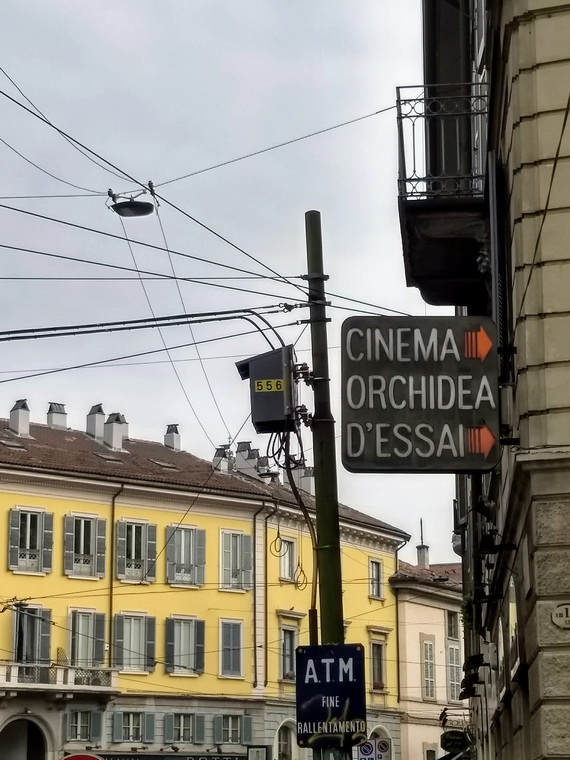 CINEMA
ORCHIDEA
D'ESSAI
556
A.T.M.
FINE
RALLENTAMENTO